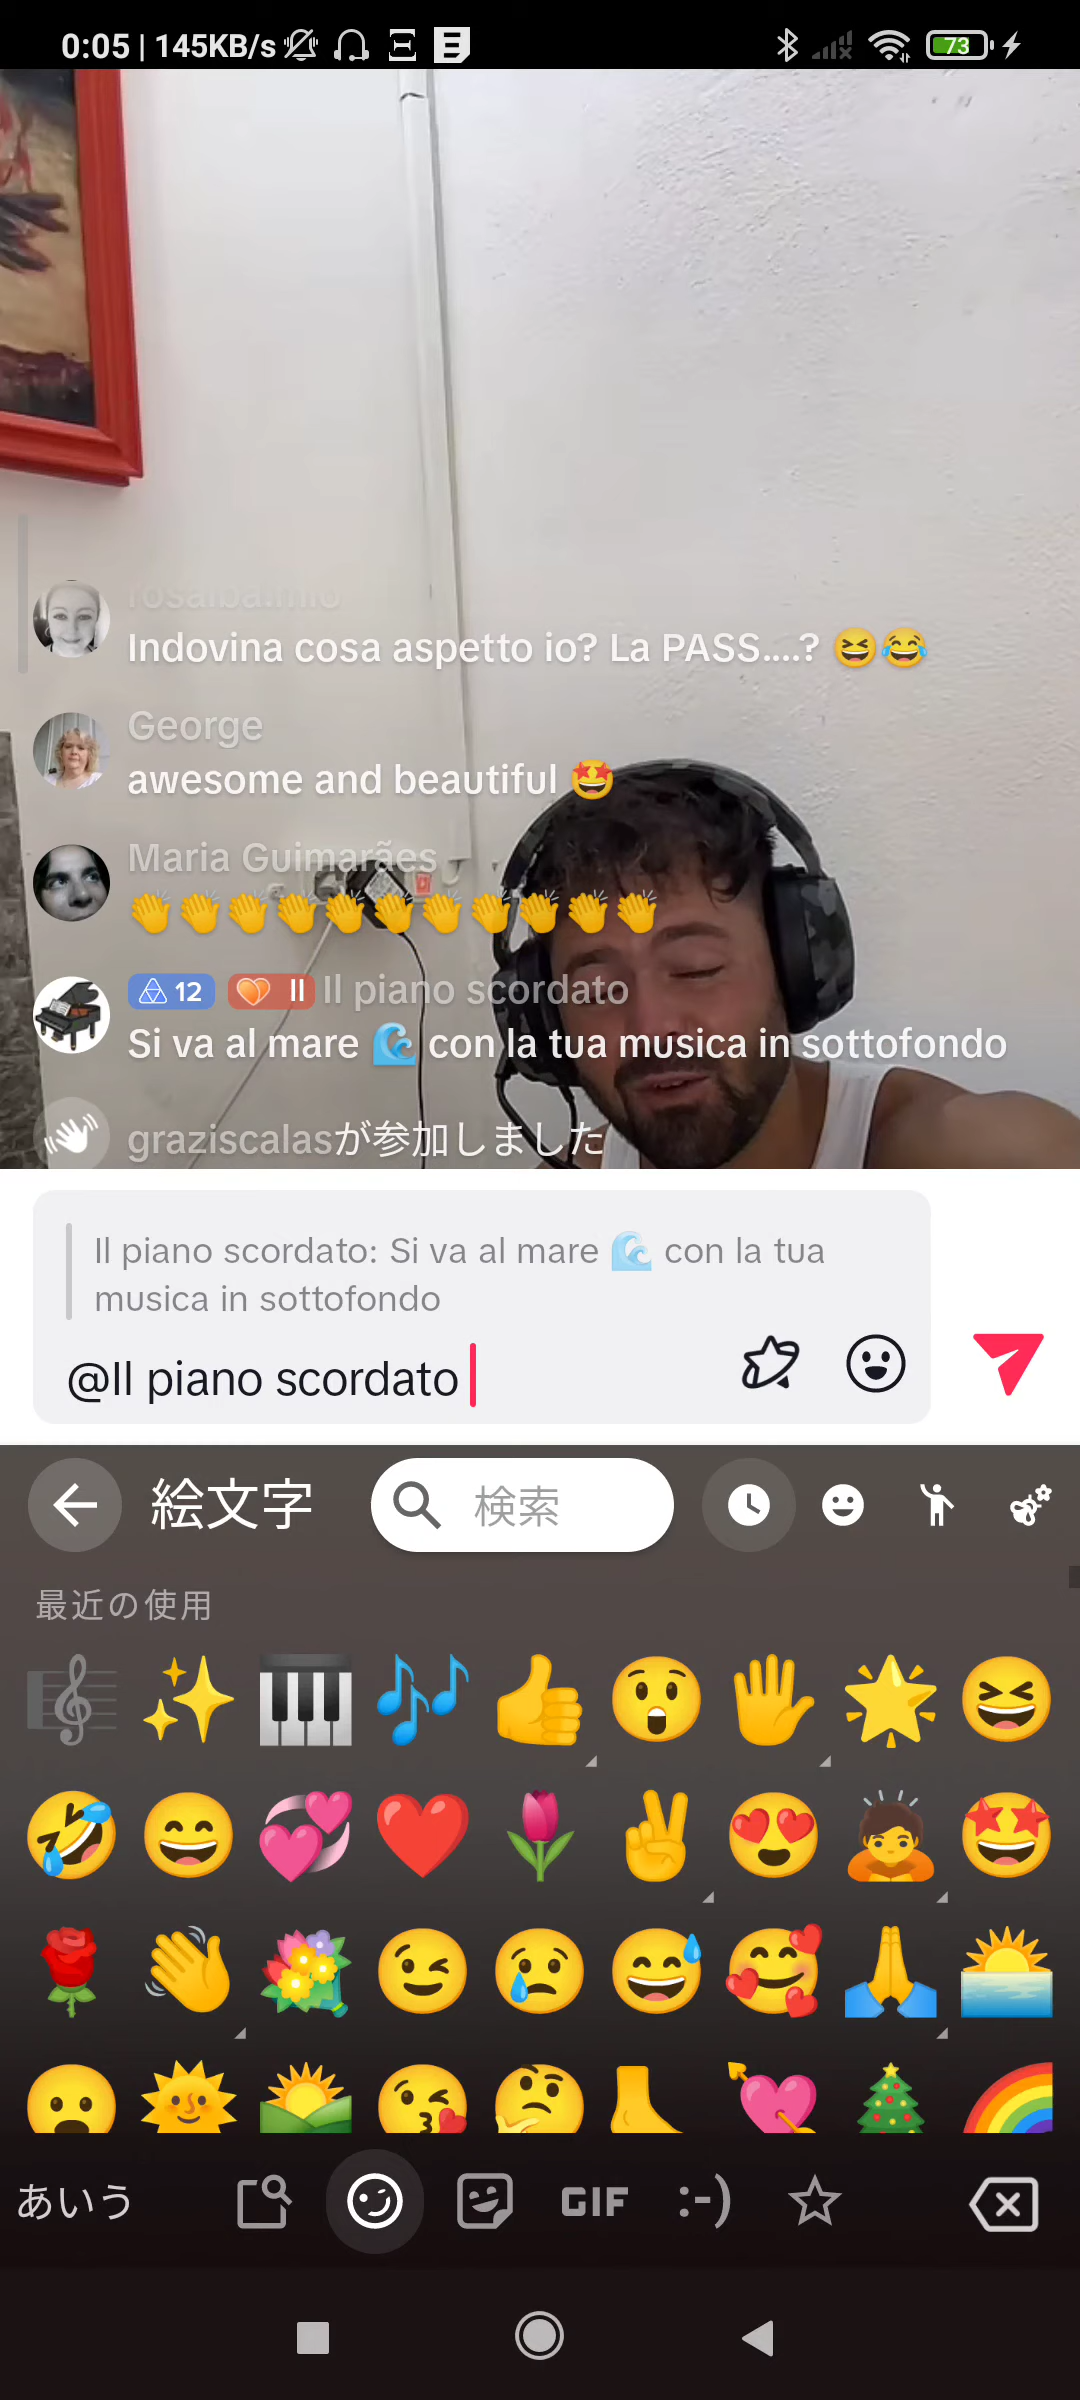 0:05 | 145KB/s 73
rosalba.mio
Indovina cosa aspetto io? La PASS....? 😆😂
George
awesome and beautiful 🤩
Maria Guimarães
👏👏👏👏👏👏👏👏👏👏👏
12 II Il piano scordato
Si va al mare 🌊 con la tua musica in sottofondo
graziscalasが参加しました
Il piano scordato: Si va al mare 🌊 con la tua
musica in sottofondo
@Il piano scordato
絵文字 検索
最近の使用
あいう GIF :-)